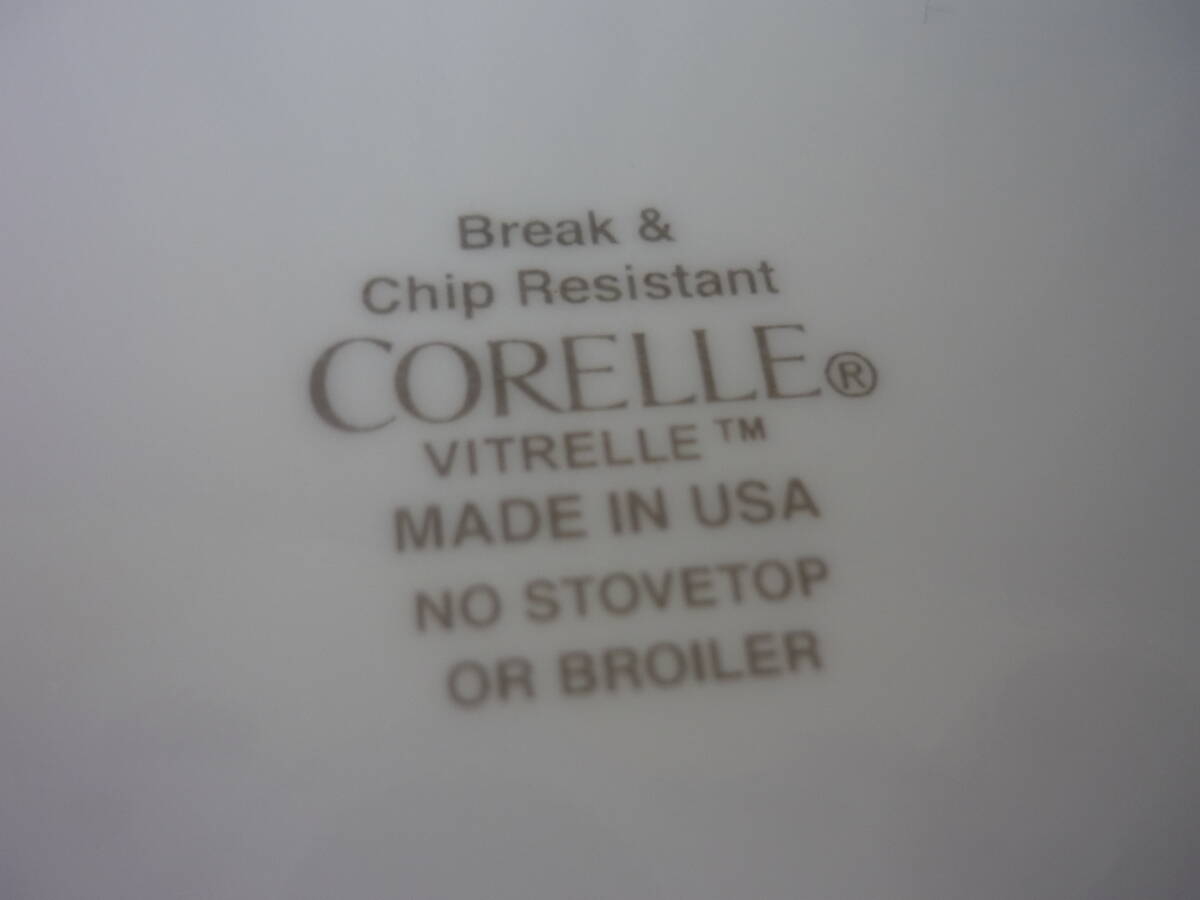 Break &
Chip Resistant
CORELLE®
VITRELLE™
MADE IN USA
NO STOVETOP
OR BROILER